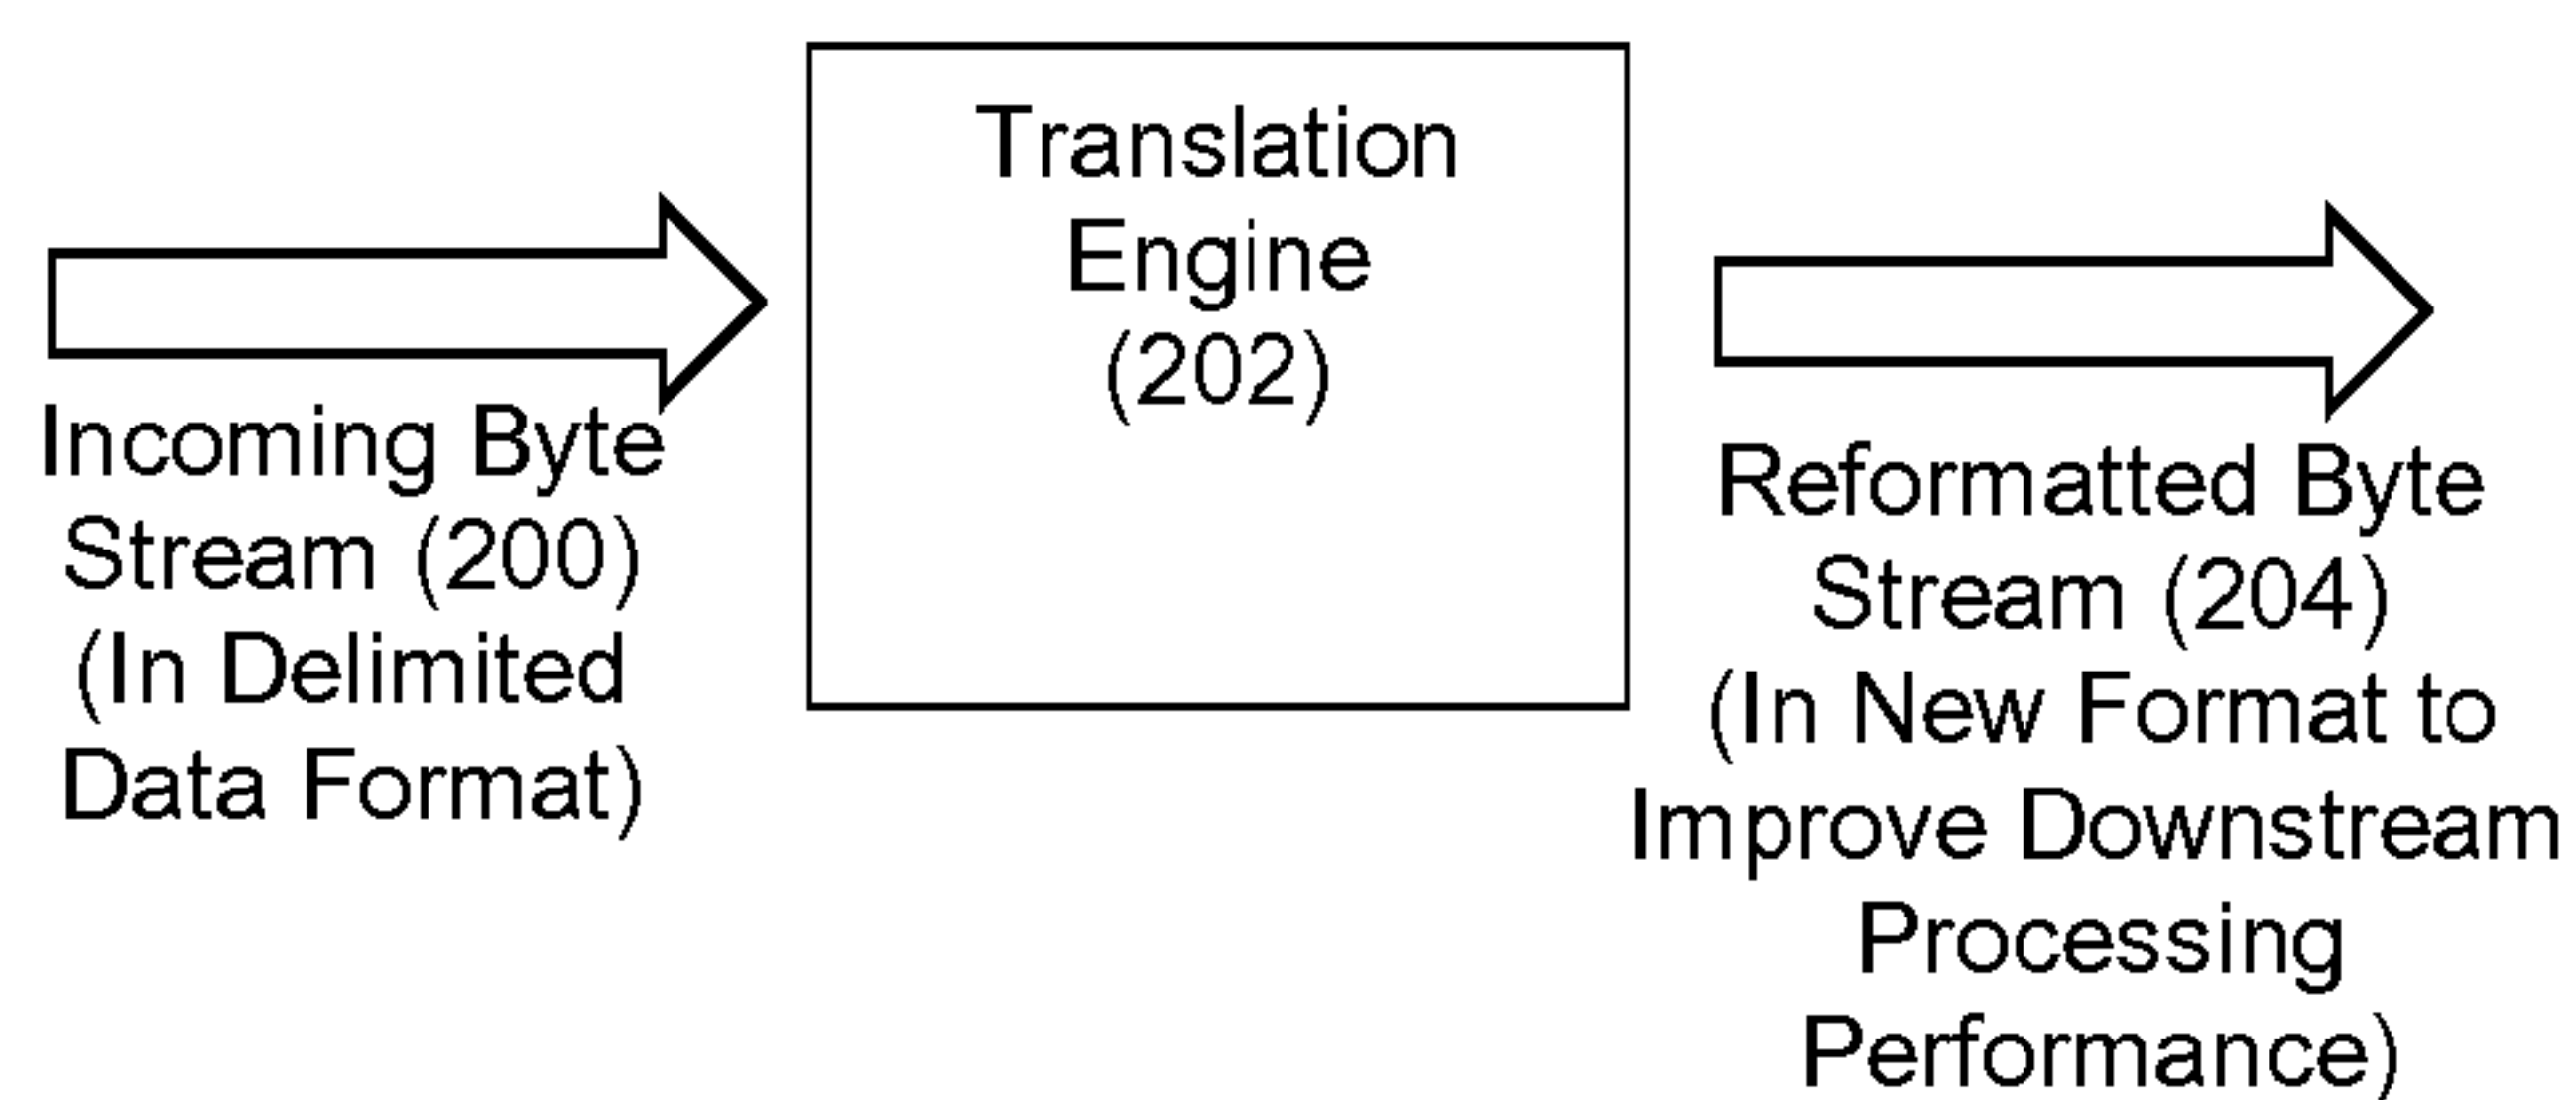 Incoming Byte
Stream (200)
(In Delimited
Data Format)
Translation
Engine
(202)
Reformatted Byte
Stream (204)
(In New Format to
Improve Downstream
Processing
Performance)